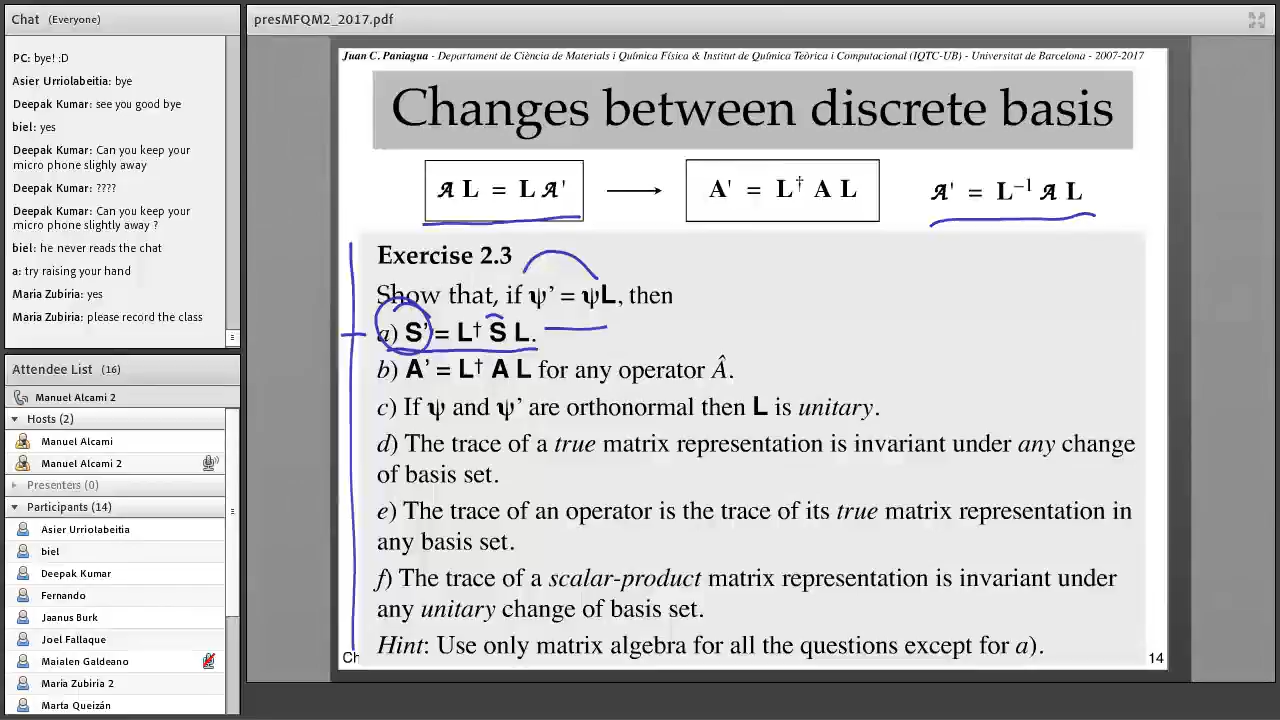 Chat (Everyone)
PC: bye! :D
Asier Urriolabeitia: bye
Deepak Kumar: see you good bye
biel: yes
Deepak Kumar: Can you keep your
micro phone slighly away
Deepak Kumar: ????
Deepak Kumar: Can you keep your
micro phone slighly away ?
biel: he never reads the chat
a: try raising your hand
Maria Zubiria: yes
Maria Zubiria: please record the class
Attendee List (16)
Manuel Alcami 2
Hosts (2)
Manuel Alcami
Manuel Alcami 2
Presenters (0)
Participants (14)
Asier Urriolabeitia
biel
Deepak Kumar
Fernando
Jaanus Burk
Joel Fallaque
Maialen Galdeano
Maria Zubiria 2
Marta Queizán
presMFQM2_2017.pdf
Juan C. Paniagua - Departament de Ciència de Materials i Química Física & Institut de Química Teòrica i Computacional (IQTC-UB) - Universitat de Barcelona - 2007-2017
Changes between discrete basis
𝓐 L = L 𝓐' ⟶ A' = L† A L 𝓐' = L⁻¹ 𝓐 L
Exercise 2.3
Show that, if ψ' = ψL, then
a) S' = L† S L.
b) A' = L† A L for any operator Â.
c) If ψ and ψ' are orthonormal then L is unitary.
d) The trace of a true matrix representation is invariant under any change
of basis set.
e) The trace of an operator is the trace of its true matrix representation in
any basis set.
f) The trace of a scalar-product matrix representation is invariant under
any unitary change of basis set.
Hint: Use only matrix algebra for all the questions except for a).
Ch
14